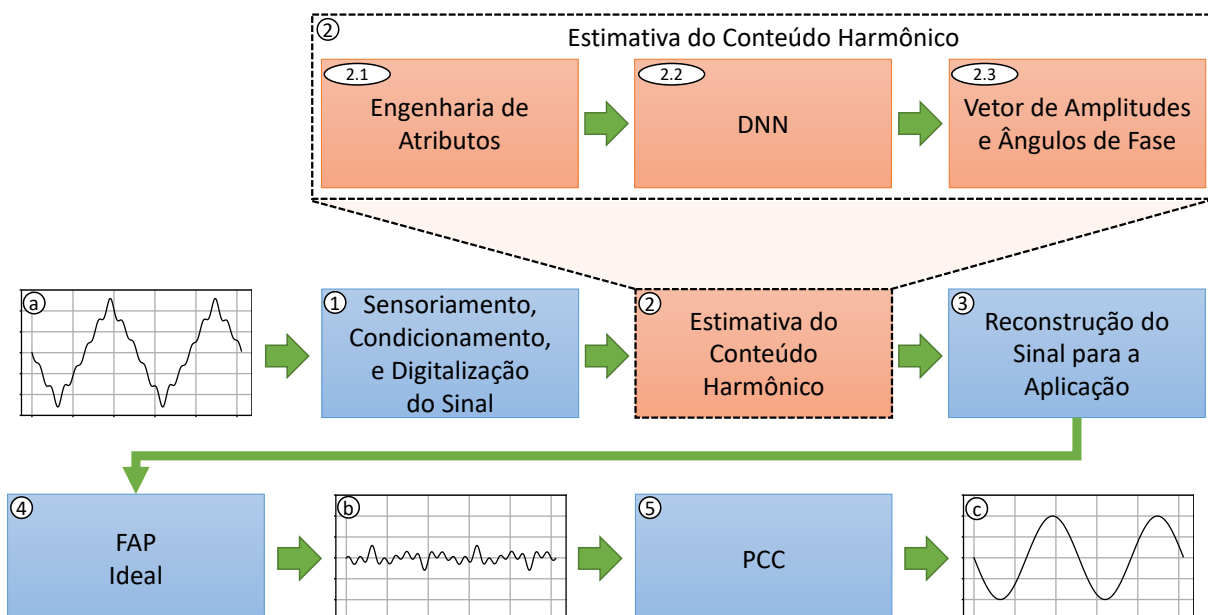 2
Estimativa do Conteúdo Harmônico
2.1
Engenharia de
Atributos
2.2
DNN
2.3
Vetor de Amplitudes
e Ângulos de Fase
a
1
Sensoriamento,
Condicionamento,
e Digitalização
do Sinal
2
Estimativa do
Conteúdo
Harmônico
3
Reconstrução do
Sinal para a
Aplicação
4
FAP
Ideal
b
5
PCC
c